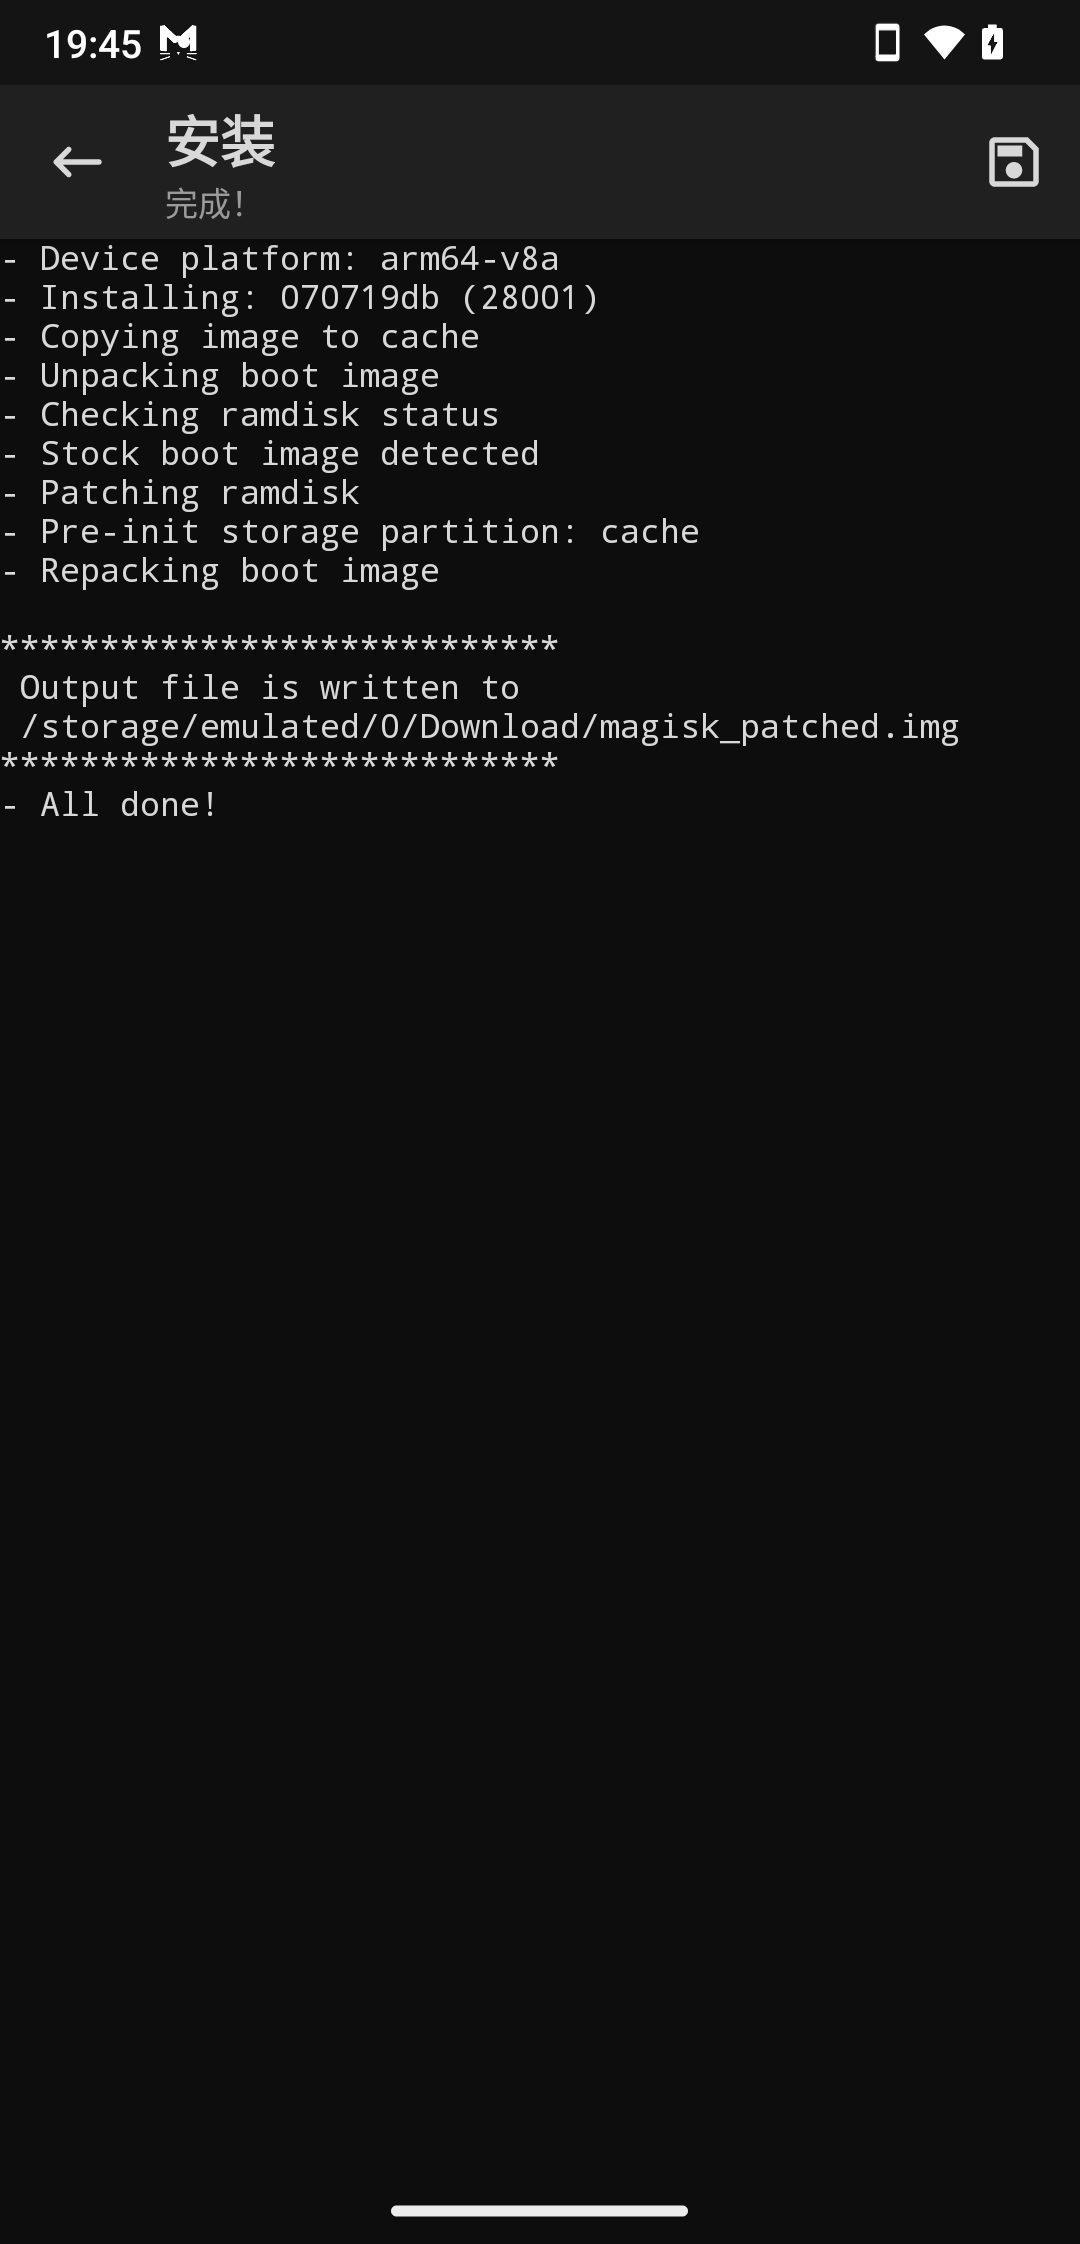 19:45
安装
完成！
- Device platform: arm64-v8a
- Installing: 070719db (28001)
- Copying image to cache
- Unpacking boot image
- Checking ramdisk status
- Stock boot image detected
- Patching ramdisk
- Pre-init storage partition: cache
- Repacking boot image
****************************
Output file is written to
/storage/emulated/0/Download/magisk_patched.img
****************************
- All done!